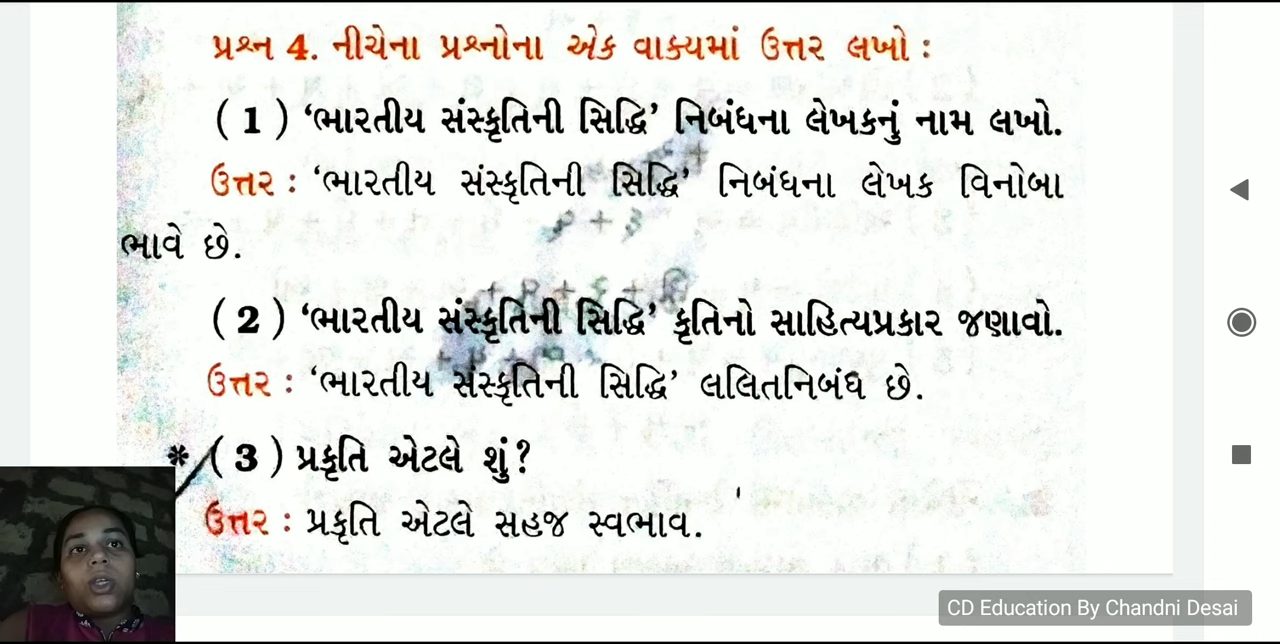 પ્રશ્ન 4. નીચેના પ્રશ્નોના એક વાક્યમાં ઉત્તર લખો :
( 1 ) ‘ભારતીય સંસ્કૃતિની સિદ્ધિ’ નિબંધના લેખકનું નામ લખો.
ઉત્તર : ‘ભારતીય સંસ્કૃતિની સિદ્ધિ’ નિબંધના લેખક વિનોબા
ભાવે છે.
( 2 ) ‘ભારતીય સંસ્કૃતિની સિદ્ધિ’ કૃતિનો સાહિત્યપ્રકાર જણાવો.
ઉત્તર : ‘ભારતીય સંસ્કૃતિની સિદ્ધિ’ લલિતનિબંધ છે.
* ( 3 ) પ્રકૃતિ એટલે શું?
ઉત્તર : પ્રકૃતિ એટલે સહજ સ્વભાવ.
CD Education By Chandni Desai